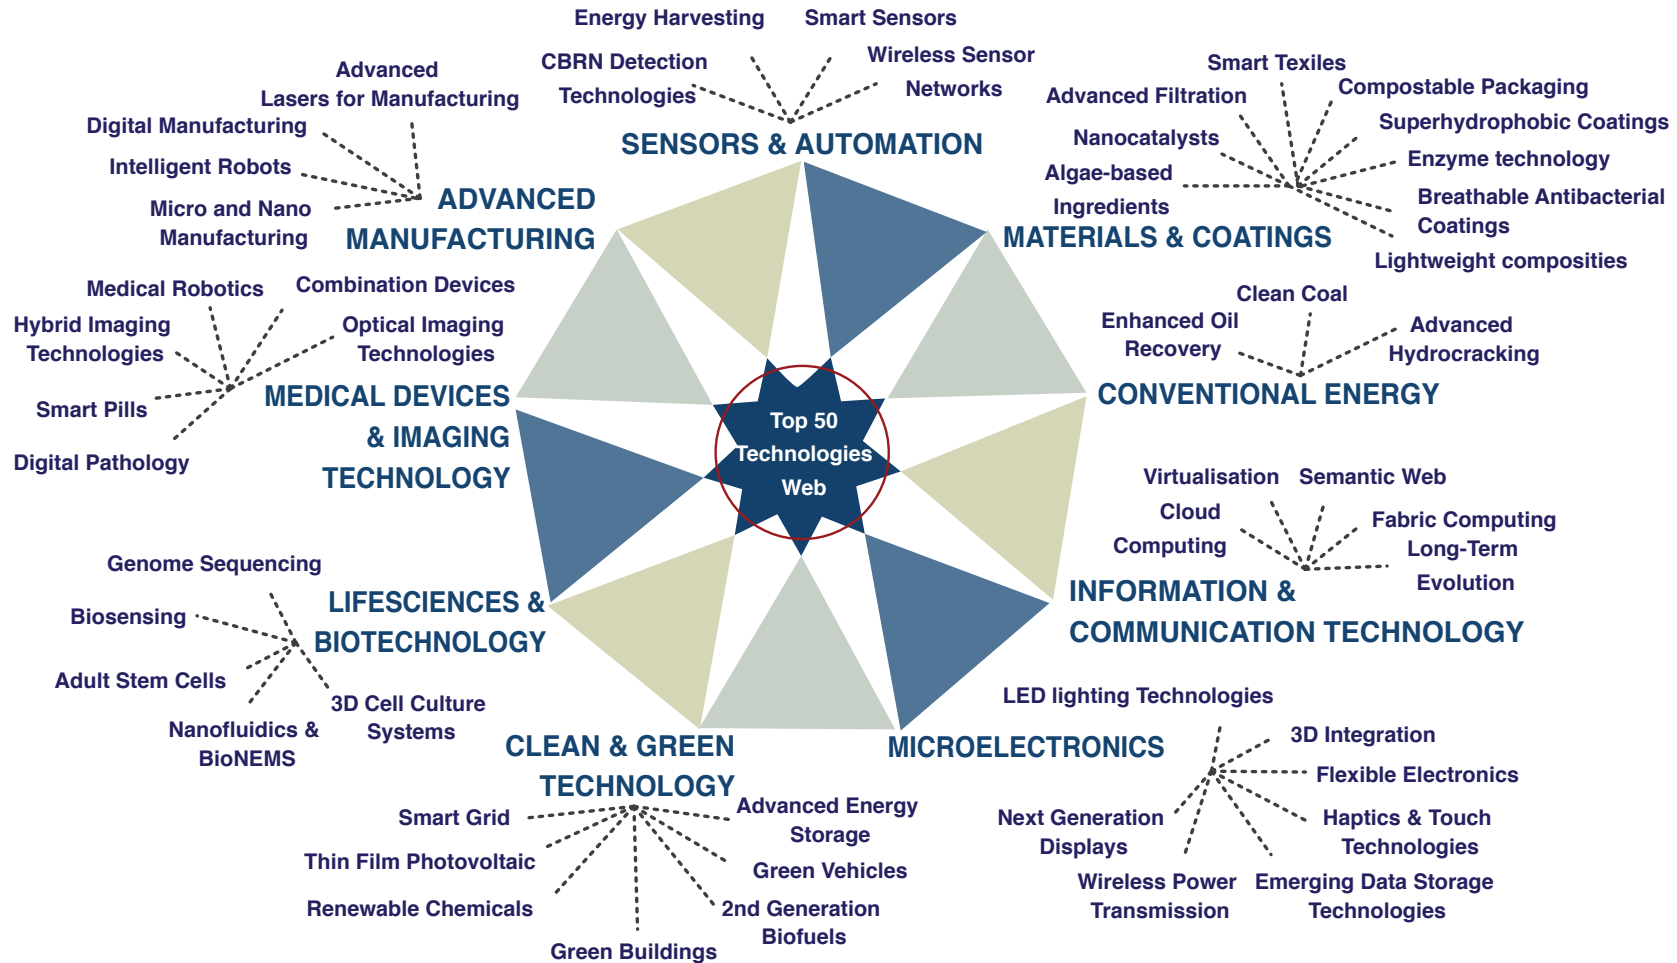 Energy Harvesting
Smart Sensors
CBRN Detection
Technologies
Wireless Sensor
Networks
SENSORS & AUTOMATION
Smart Texiles
Advanced Filtration
Compostable Packaging
Nanocatalysts
Superhydrophobic Coatings
Algae-based
Ingredients
Enzyme technology
Breathable Antibacterial
Coatings
Lightweight composities
MATERIALS & COATINGS
Clean Coal
Enhanced Oil
Recovery
Advanced
Hydrocracking
CONVENTIONAL ENERGY
Virtualisation
Semantic Web
Cloud
Computing
Fabric Computing
Long-Term
Evolution
INFORMATION &
COMMUNICATION TECHNOLOGY
LED lighting Technologies
3D Integration
Flexible Electronics
Haptics & Touch
Technologies
Emerging Data Storage
Technologies
Wireless Power
Transmission
Next Generation
Displays
MICROELECTRONICS
CLEAN & GREEN
TECHNOLOGY
Smart Grid
Thin Film Photovoltaic
Renewable Chemicals
Green Buildings
2nd Generation
Biofuels
Green Vehicles
Advanced Energy
Storage
LIFESCIENCES &
BIOTECHNOLOGY
Genome Sequencing
Biosensing
Adult Stem Cells
Nanofluidics &
BioNEMS
3D Cell Culture
Systems
MEDICAL DEVICES
& IMAGING
TECHNOLOGY
Medical Robotics
Combination Devices
Hybrid Imaging
Technologies
Optical Imaging
Technologies
Smart Pills
Digital Pathology
ADVANCED
MANUFACTURING
Advanced
Lasers for Manufacturing
Digital Manufacturing
Intelligent Robots
Micro and Nano
Manufacturing
Top 50
Technologies
Web